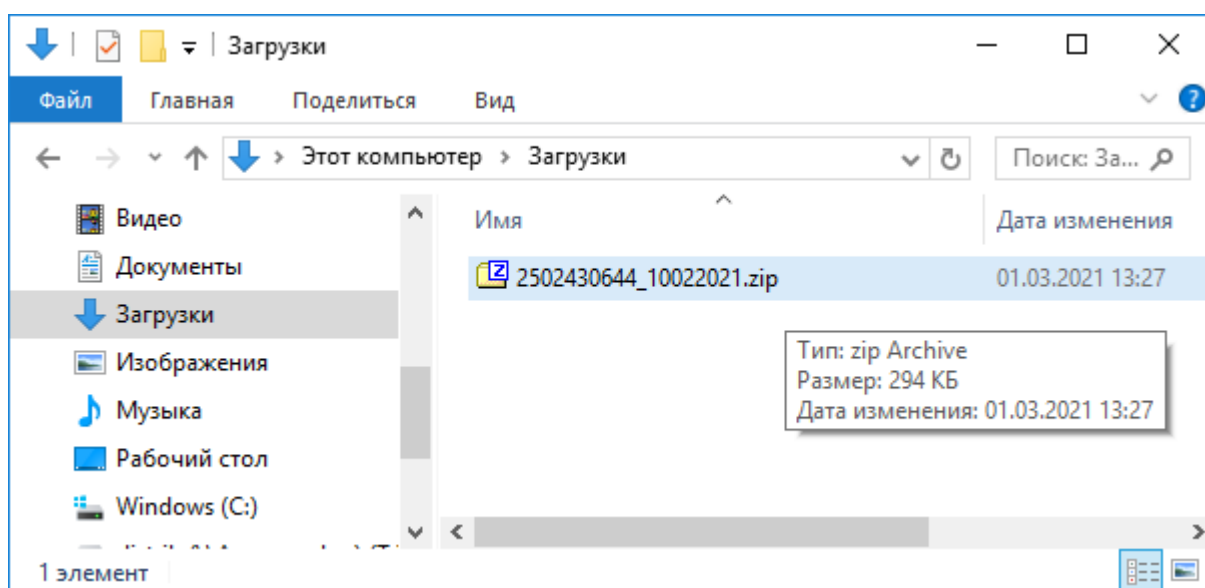 Загрузки
Файл Главная Поделиться Вид ?
Этот компьютер Загрузки Поиск: За...
Видео
Документы
Загрузки
Изображения
Музыка
Рабочий стол
Windows (C:)
Имя Дата изменения
2502430644_10022021.zip 01.03.2021 13:27
Тип: zip Archive
Размер: 294 КБ
Дата изменения: 01.03.2021 13:27
1 элемент